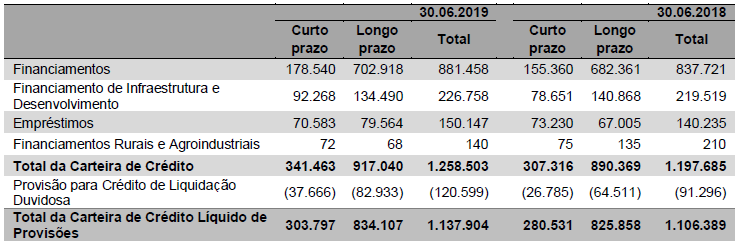 30.06.2019 30.06.2018
Curto prazo Longo prazo Total Curto prazo Longo prazo Total
Financiamentos 178.540 702.918 881.458 155.360 682.361 837.721
Financiamento de Infraestrutura e
Desenvolvimento 92.268 134.490 226.758 78.651 140.868 219.519
Empréstimos 70.583 79.564 150.147 73.230 67.005 140.235
Financiamentos Rurais e Agroindustriais 72 68 140 75 135 210
Total da Carteira de Crédito 341.463 917.040 1.258.503 307.316 890.369 1.197.685
Provisão para Crédito de Liquidação
Duvidosa (37.666) (82.933) (120.599) (26.785) (64.511) (91.296)
Total da Carteira de Crédito Líquido de
Provisões 303.797 834.107 1.137.904 280.531 825.858 1.106.389